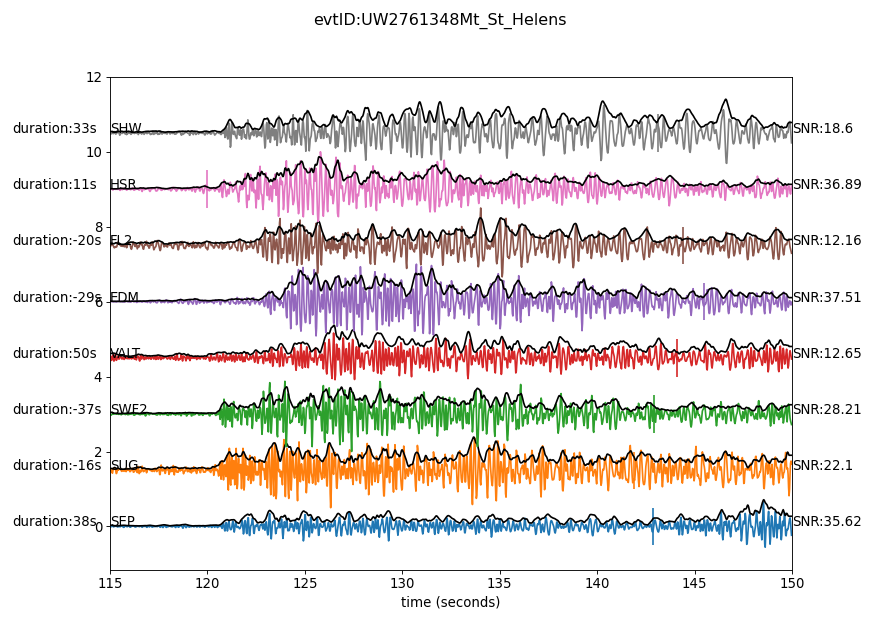 evtID:UW2761348Mt_St_Helens
12
duration:33s SHW SNR:18.6
10
duration:11s HSR SNR:36.89
8
duration:-20s EL2 SNR:12.16
duration:-29s EDM SNR:37.51
6
duration:50s VALT SNR:12.65
4
duration:-37s SWF2 SNR:28.21
2
duration:-16s SUG SNR:22.1
duration:38s SEP SNR:35.62
0
115 120 125 130 135 140 145 150
time (seconds)